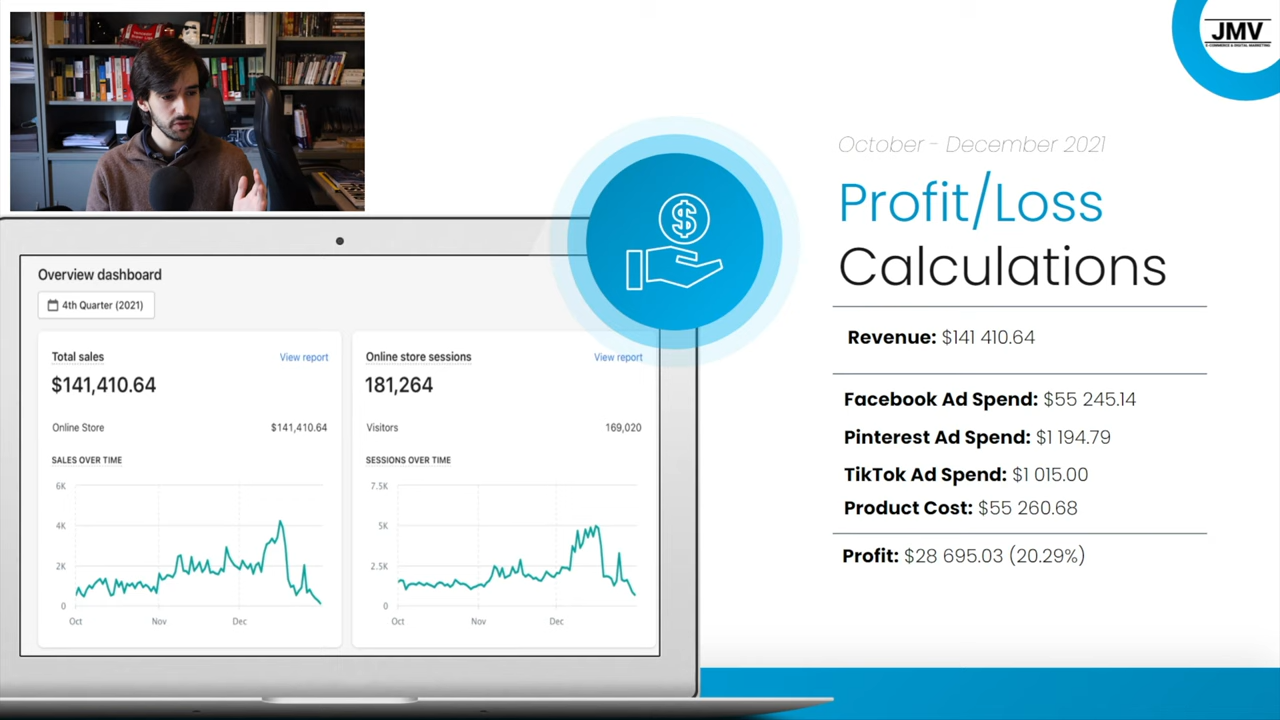 JMV
E-COMMERCE & DIGITAL MARKETING
October - December 2021
Profit/Loss
Calculations
Revenue: $141 410.64
Facebook Ad Spend: $55 245.14
Pinterest Ad Spend: $1 194.79
TikTok Ad Spend: $1 015.00
Product Cost: $55 260.68
Profit: $28 695.03 (20.29%)
Overview dashboard
4th Quarter (2021)
Total sales View report
$141,410.64
Online Store $141,410.64
SALES OVER TIME
6K
4K
2K
0
Oct Nov Dec
Online store sessions View report
181,264
Visitors 169,020
SESSIONS OVER TIME
7.5K
5K
2.5K
0
Oct Nov Dec